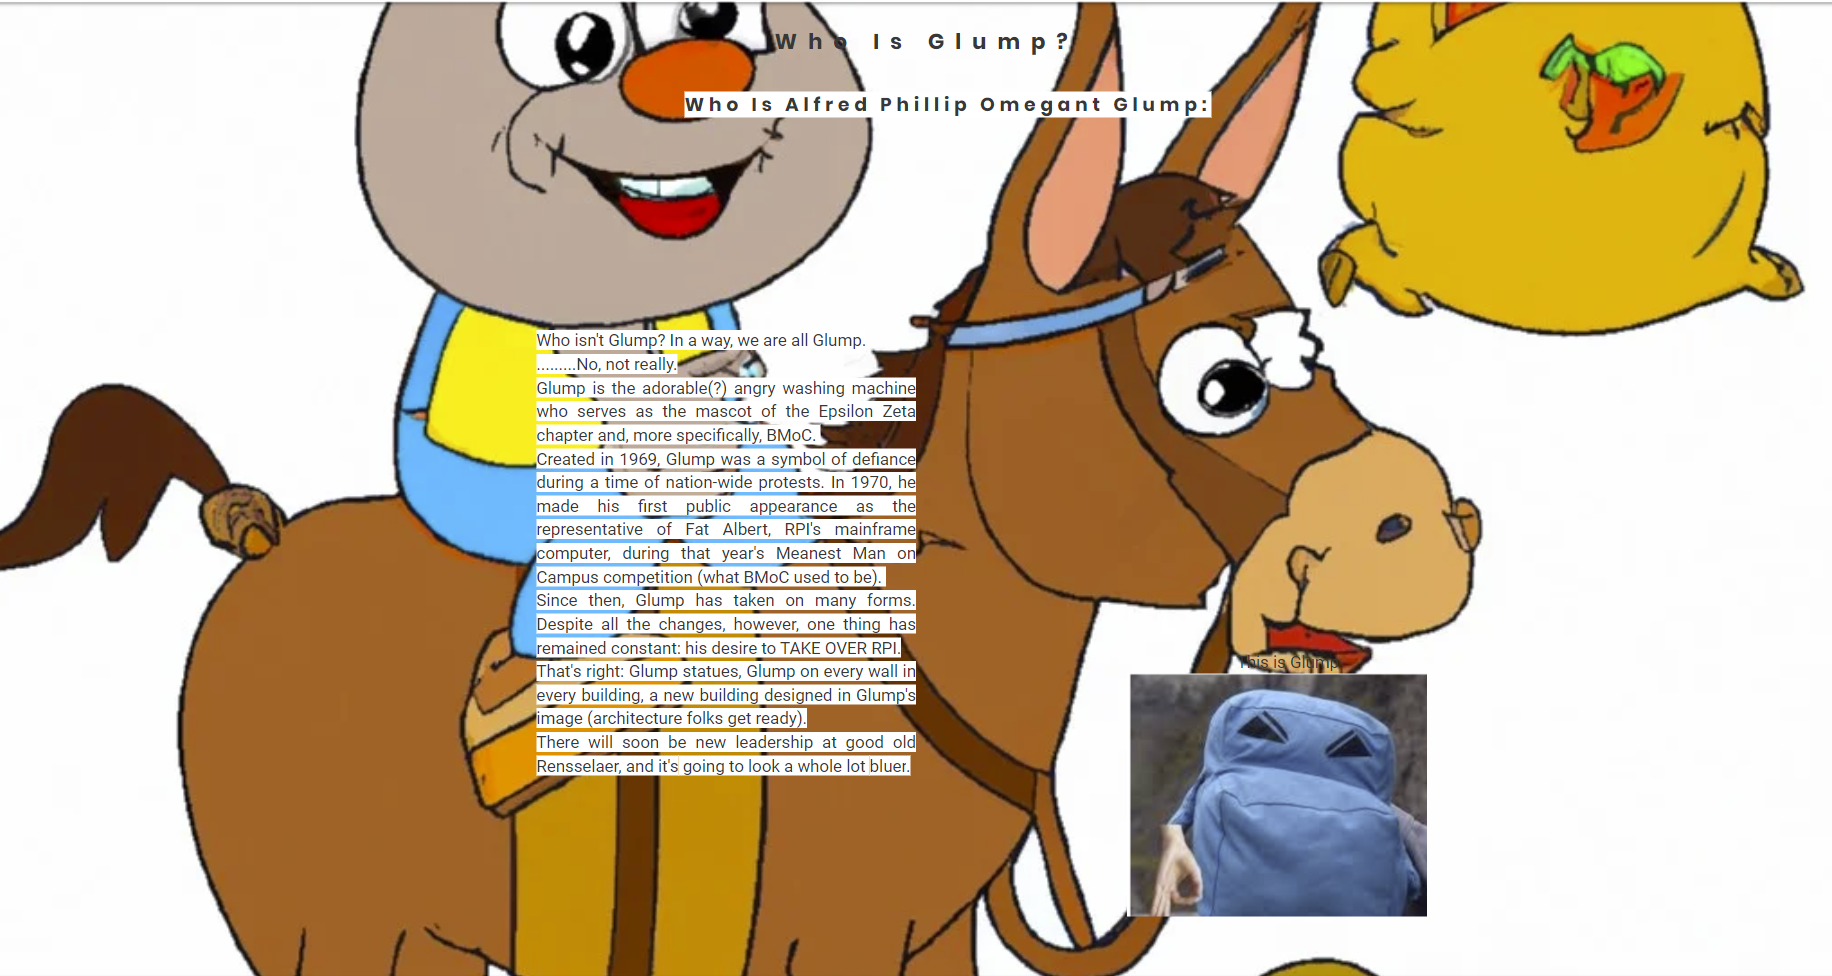 Who Is Glump?
Who Is Alfred Phillip Omegant Glump:
Who isn't Glump? In a way, we are all Glump.
.........No, not really.
Glump is the adorable(?) angry washing machine
who serves as the mascot of the Epsilon Zeta
chapter and, more specifically, BMoC.
Created in 1969, Glump was a symbol of defiance
during a time of nation-wide protests. In 1970, he
made his first public appearance as the
representative of Fat Albert, RPI's mainframe
computer, during that year's Meanest Man on
Campus competition (what BMoC used to be).
Since then, Glump has taken on many forms.
Despite all the changes, however, one thing has
remained constant: his desire to TAKE OVER RPI.
That's right: Glump statues, Glump on every wall in
every building, a new building designed in Glump's
image (architecture folks get ready).
There will soon be new leadership at good old
Rensselaer, and it's going to look a whole lot bluer.
This is Glump.